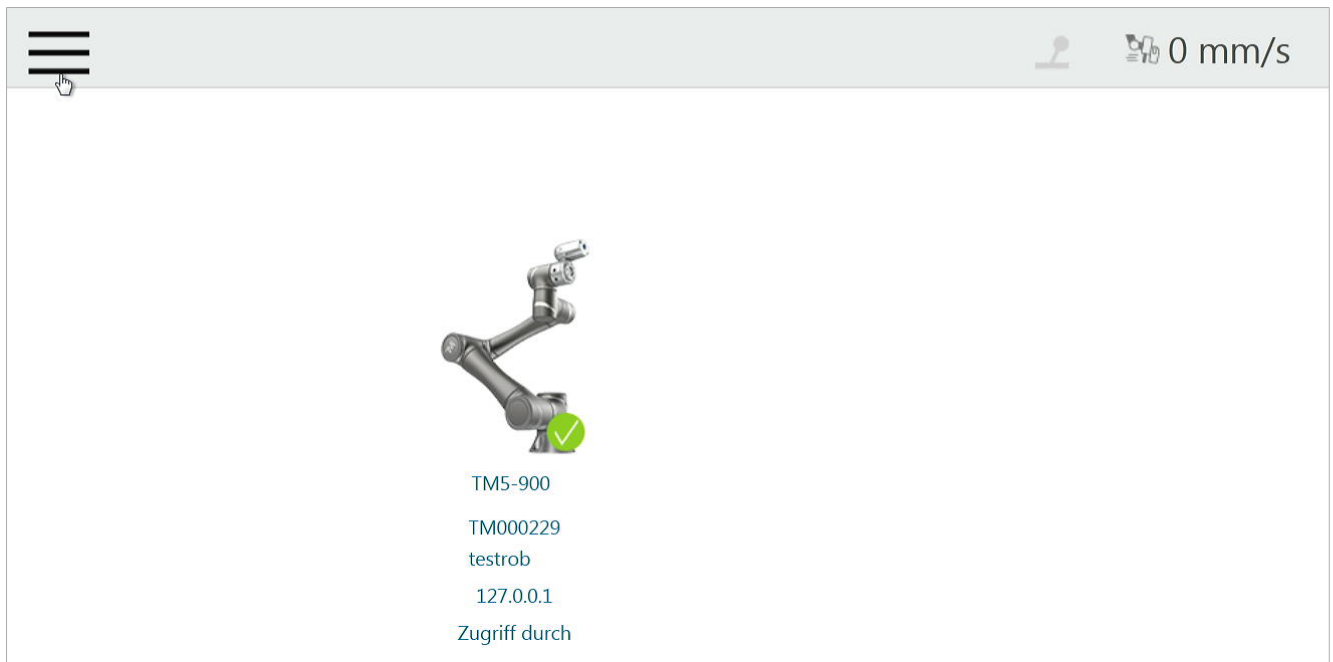 0 mm/s
TM5-900
TM000229
testrob
127.0.0.1
Zugriff durch